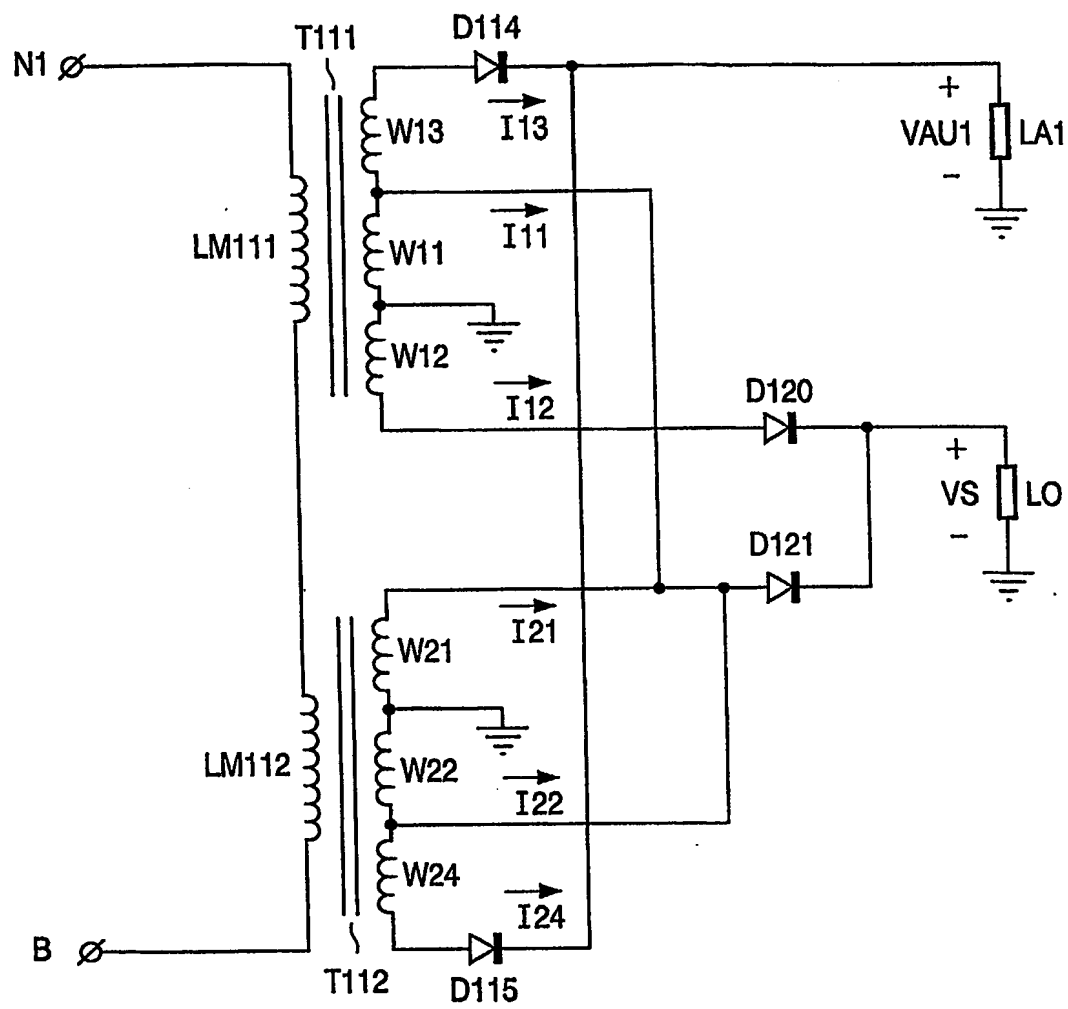 T111
D114
N1
I13
W13
+
VAU1
LA1
-
I11
LM111
W11
W12
I12
D120
+
VS
LO
-
D121
I21
W21
LM112
W22
I22
W24
I24
B
T112
D115